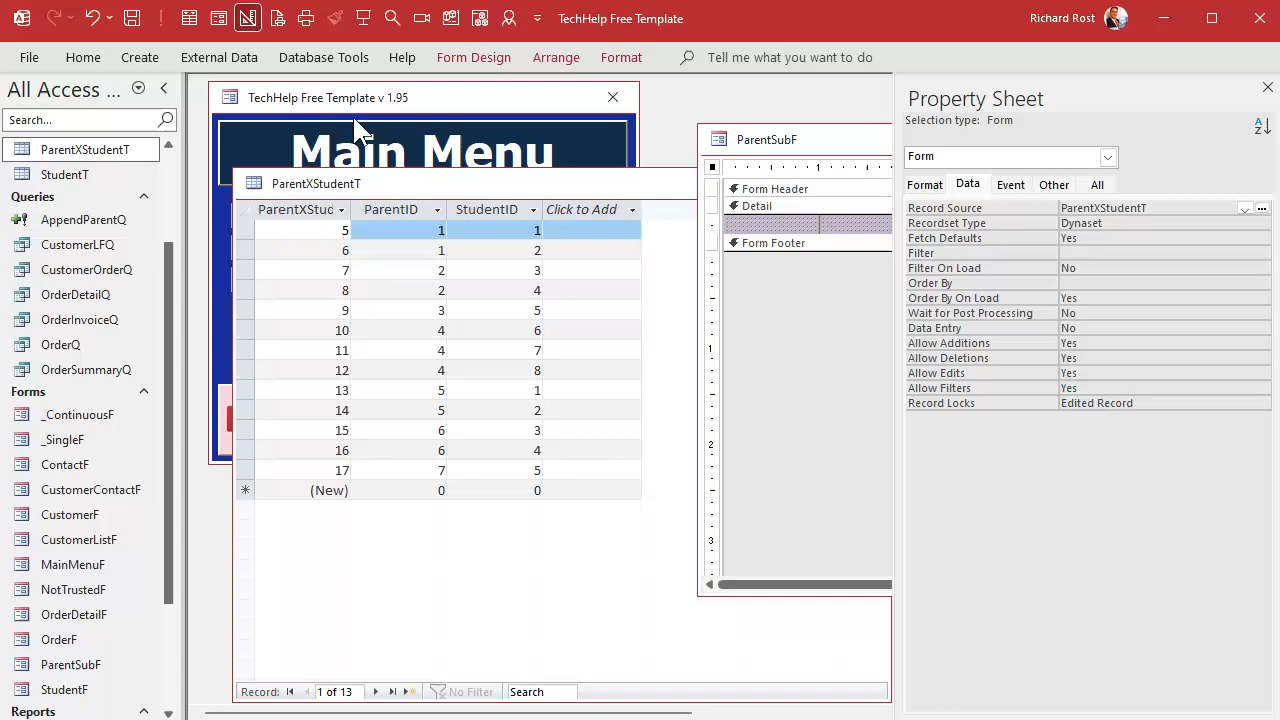 TechHelp Free Template
Richard Rost
File Home Create External Data Database Tools Help Form Design Arrange Format Tell me what you want to do
All Access ...
Search...
ParentXStudentT
StudentT
Queries
AppendParentQ
CustomerLFQ
CustomerOrderQ
OrderDetailQ
OrderInvoiceQ
OrderQ
OrderSummaryQ
Forms
_ContinuousF
_SingleF
ContactF
CustomerContactF
CustomerF
CustomerListF
MainMenuF
NotTrustedF
OrderDetailF
OrderF
ParentSubF
StudentF
Reports
TechHelp Free Template v 1.95
Main Menu
ParentXStudentT
ParentXStud ParentID StudentID Click to Add
5 1 1
6 1 2
7 2 3
8 2 4
9 3 5
10 4 6
11 4 7
12 4 8
13 5 1
14 5 2
15 6 3
16 6 4
17 7 5
(New) 0 0
Record: 1 of 13 No Filter Search
ParentSubF
1
Form Header
Detail
Form Footer
1
2
3
Property Sheet
Selection type: Form
Form
Format Data Event Other All
Record Source ParentXStudentT
Recordset Type Dynaset
Fetch Defaults Yes
Filter
Filter On Load No
Order By
Order By On Load Yes
Wait for Post Processing No
Data Entry No
Allow Additions Yes
Allow Deletions Yes
Allow Edits Yes
Allow Filters Yes
Record Locks Edited Record